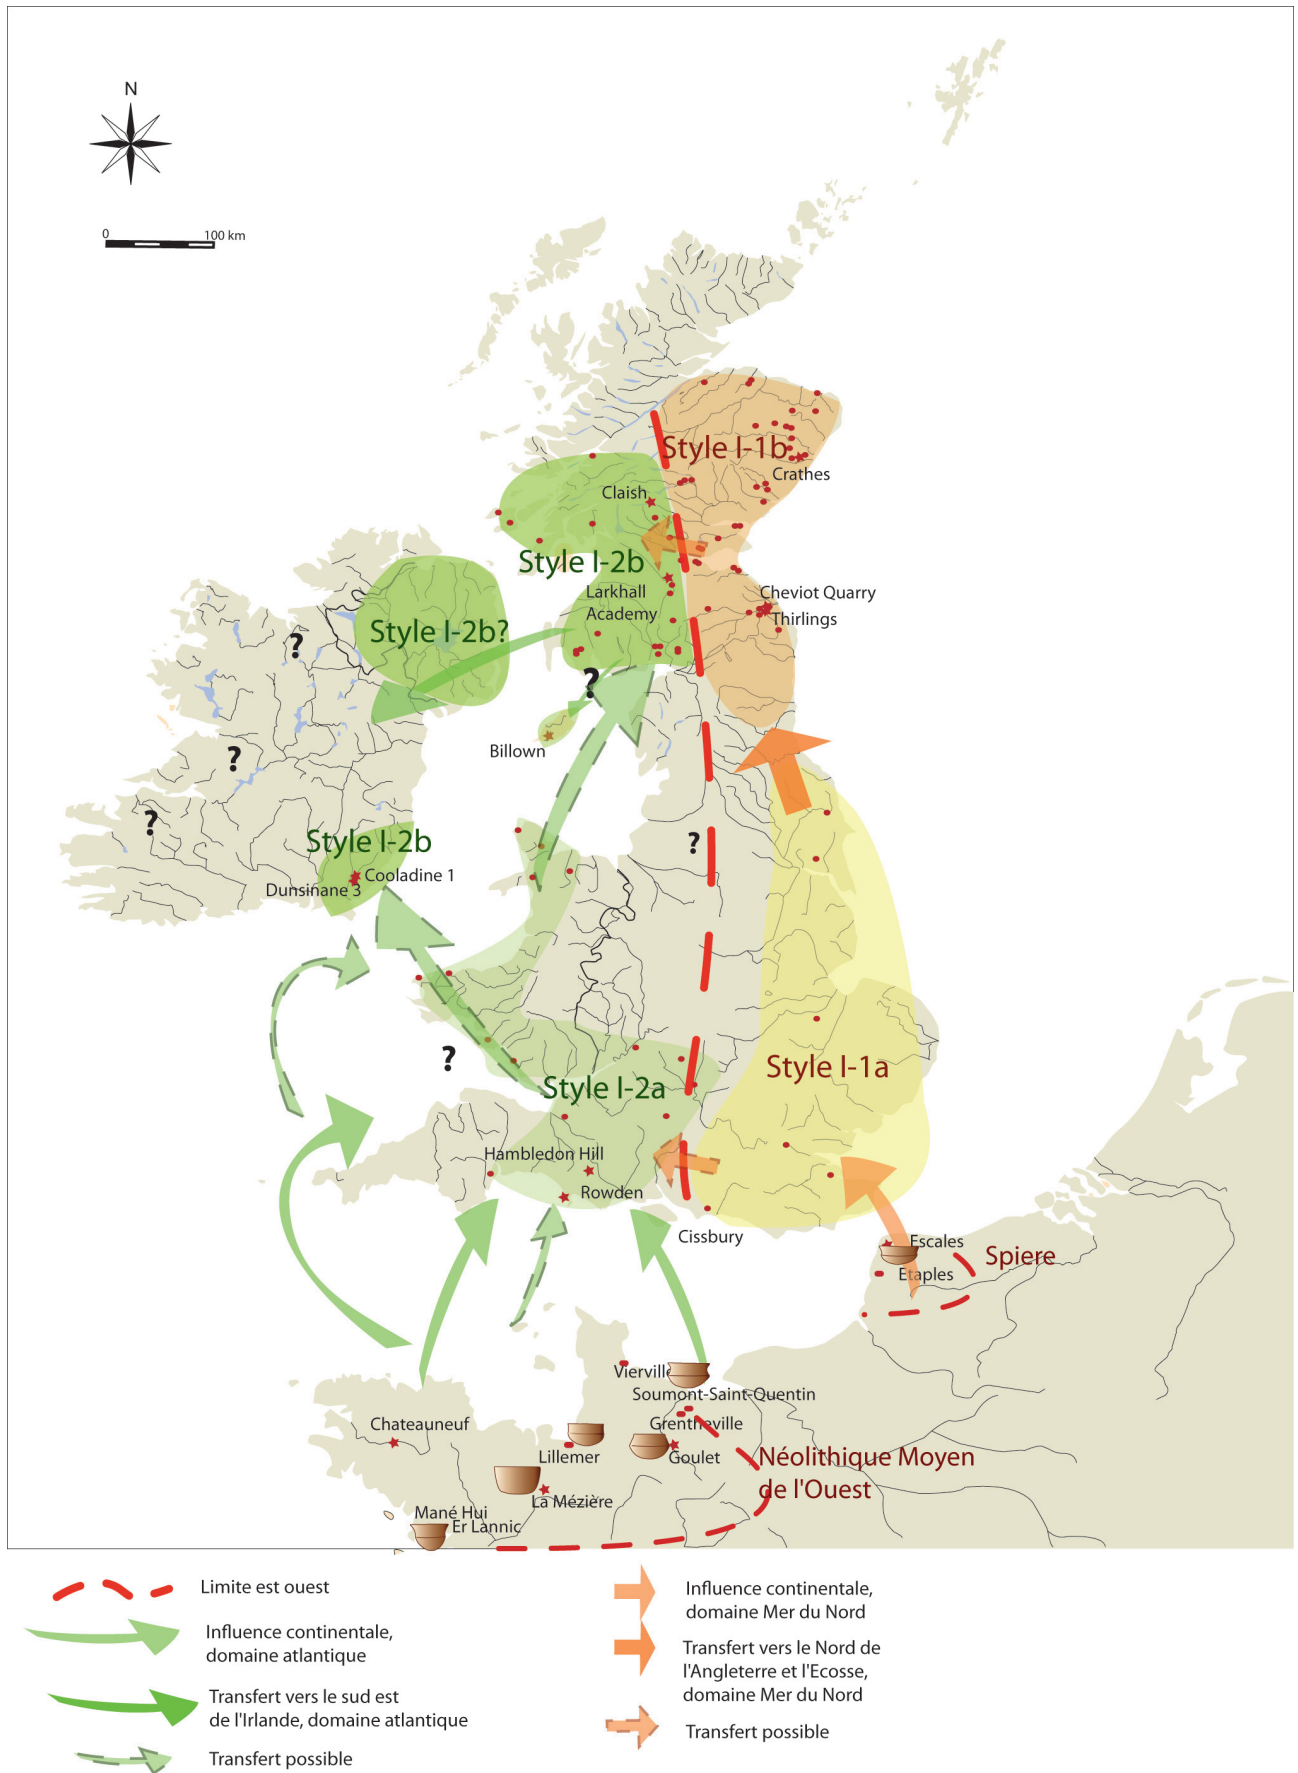 N
0 100 km
Style I-1b
Crathes
Claish
Style I-2b
Larkhall
Academy
Cheviot Quarry
Thirlings
Style I-2b?
?
?
Billown
?
?
?
Style I-2b
Cooladine 1
Dunsinane 3
?
Style I-2a
Style I-1a
Hambledon Hill
Rowden
Cissbury
Escales
Etaples
Spiere
Vierville
Soumont-Saint-Quentin
Grentheville
Goulet
Chateauneuf
Lillemer
La Mézière
Néolithique Moyen
de l'Ouest
Mané Hui
Er Lannic
Limite est ouest
Influence continentale,
domaine atlantique
Transfert vers le sud est
de l'Irlande, domaine atlantique
Transfert possible
Influence continentale,
domaine Mer du Nord
Transfert vers le Nord de
l'Angleterre et l'Ecosse,
domaine Mer du Nord
Transfert possible